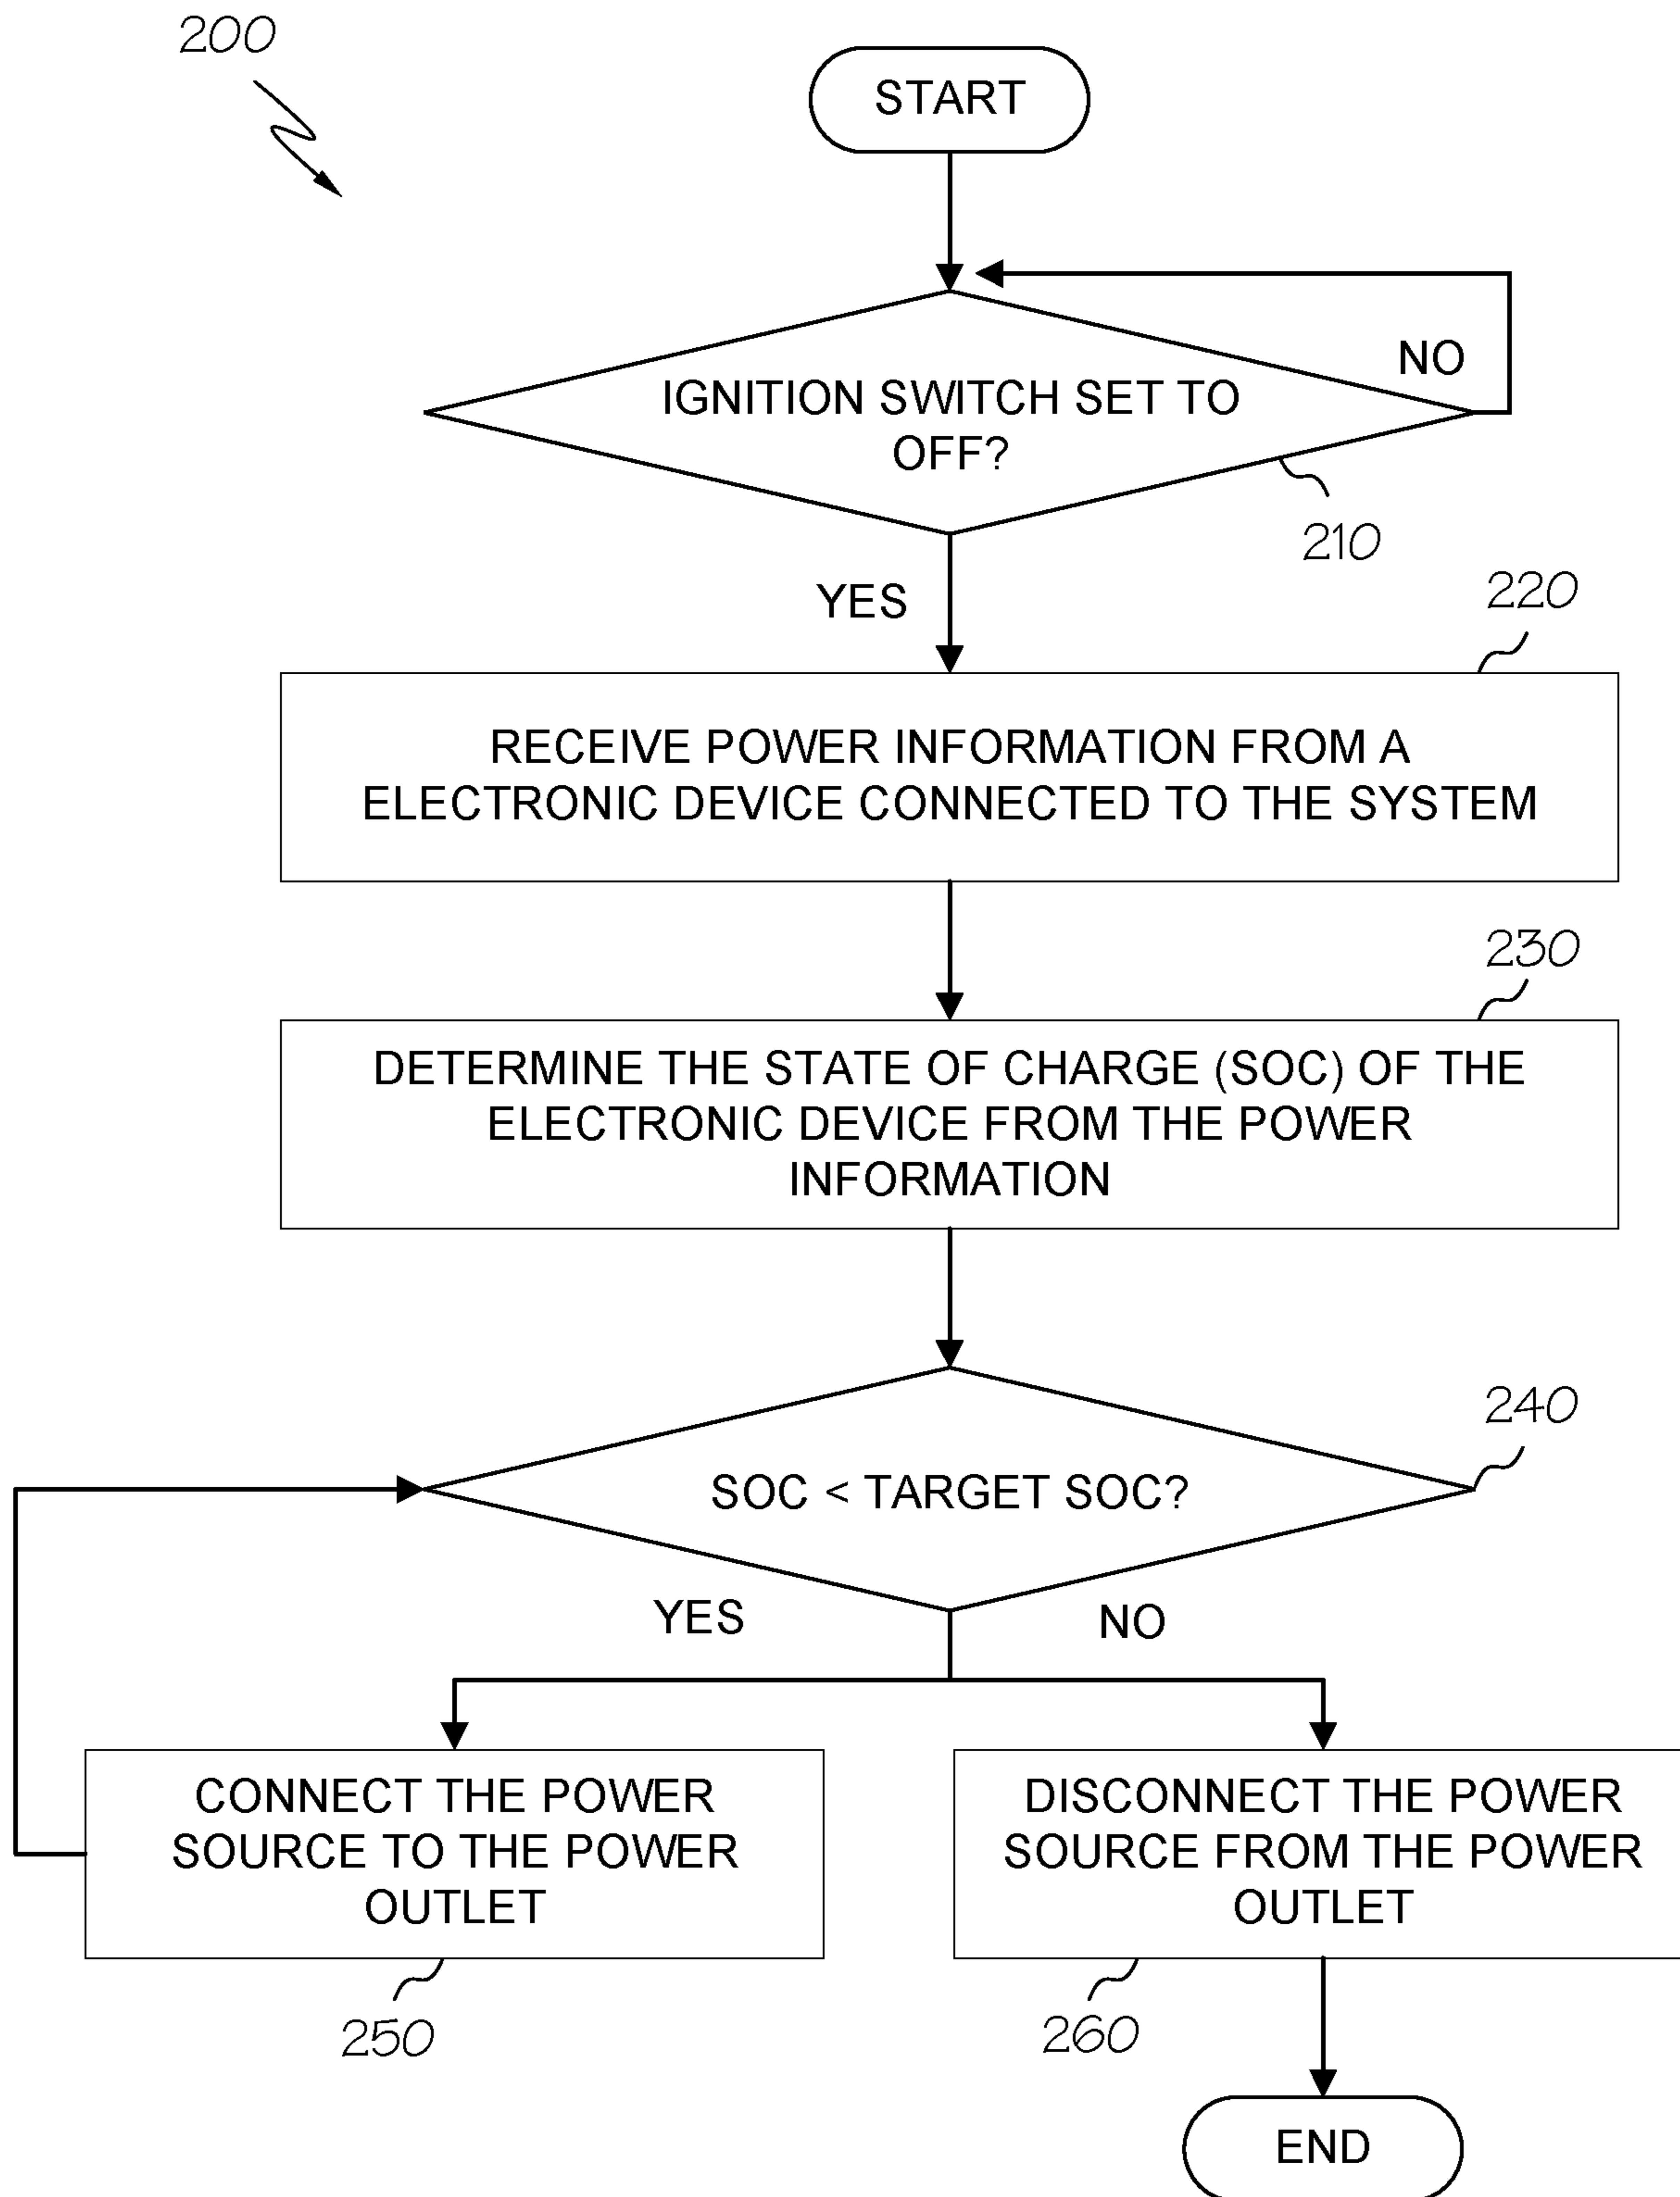 200
START
NO
IGNITION SWITCH SET TO
OFF?
210
YES
220
RECEIVE POWER INFORMATION FROM A
ELECTRONIC DEVICE CONNECTED TO THE SYSTEM
230
DETERMINE THE STATE OF CHARGE (SOC) OF THE
ELECTRONIC DEVICE FROM THE POWER
INFORMATION
240
SOC < TARGET SOC?
YES
NO
CONNECT THE POWER
SOURCE TO THE POWER
OUTLET
250
DISCONNECT THE POWER
SOURCE FROM THE POWER
OUTLET
260
END